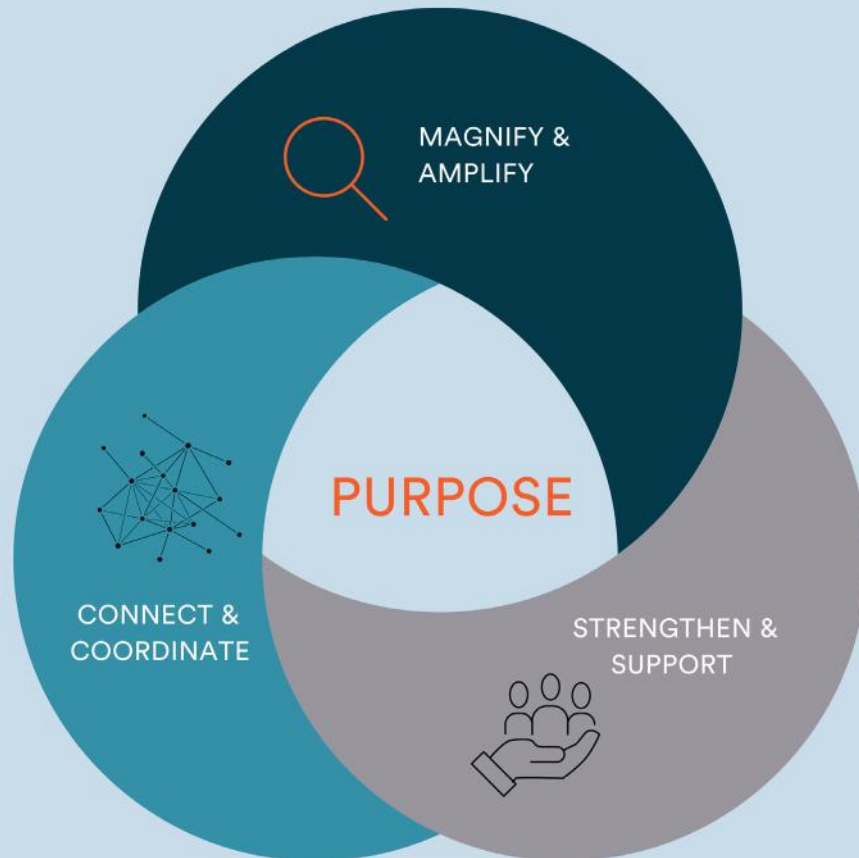 MAGNIFY &
AMPLIFY
PURPOSE
CONNECT &
COORDINATE
STRENGTHEN &
SUPPORT